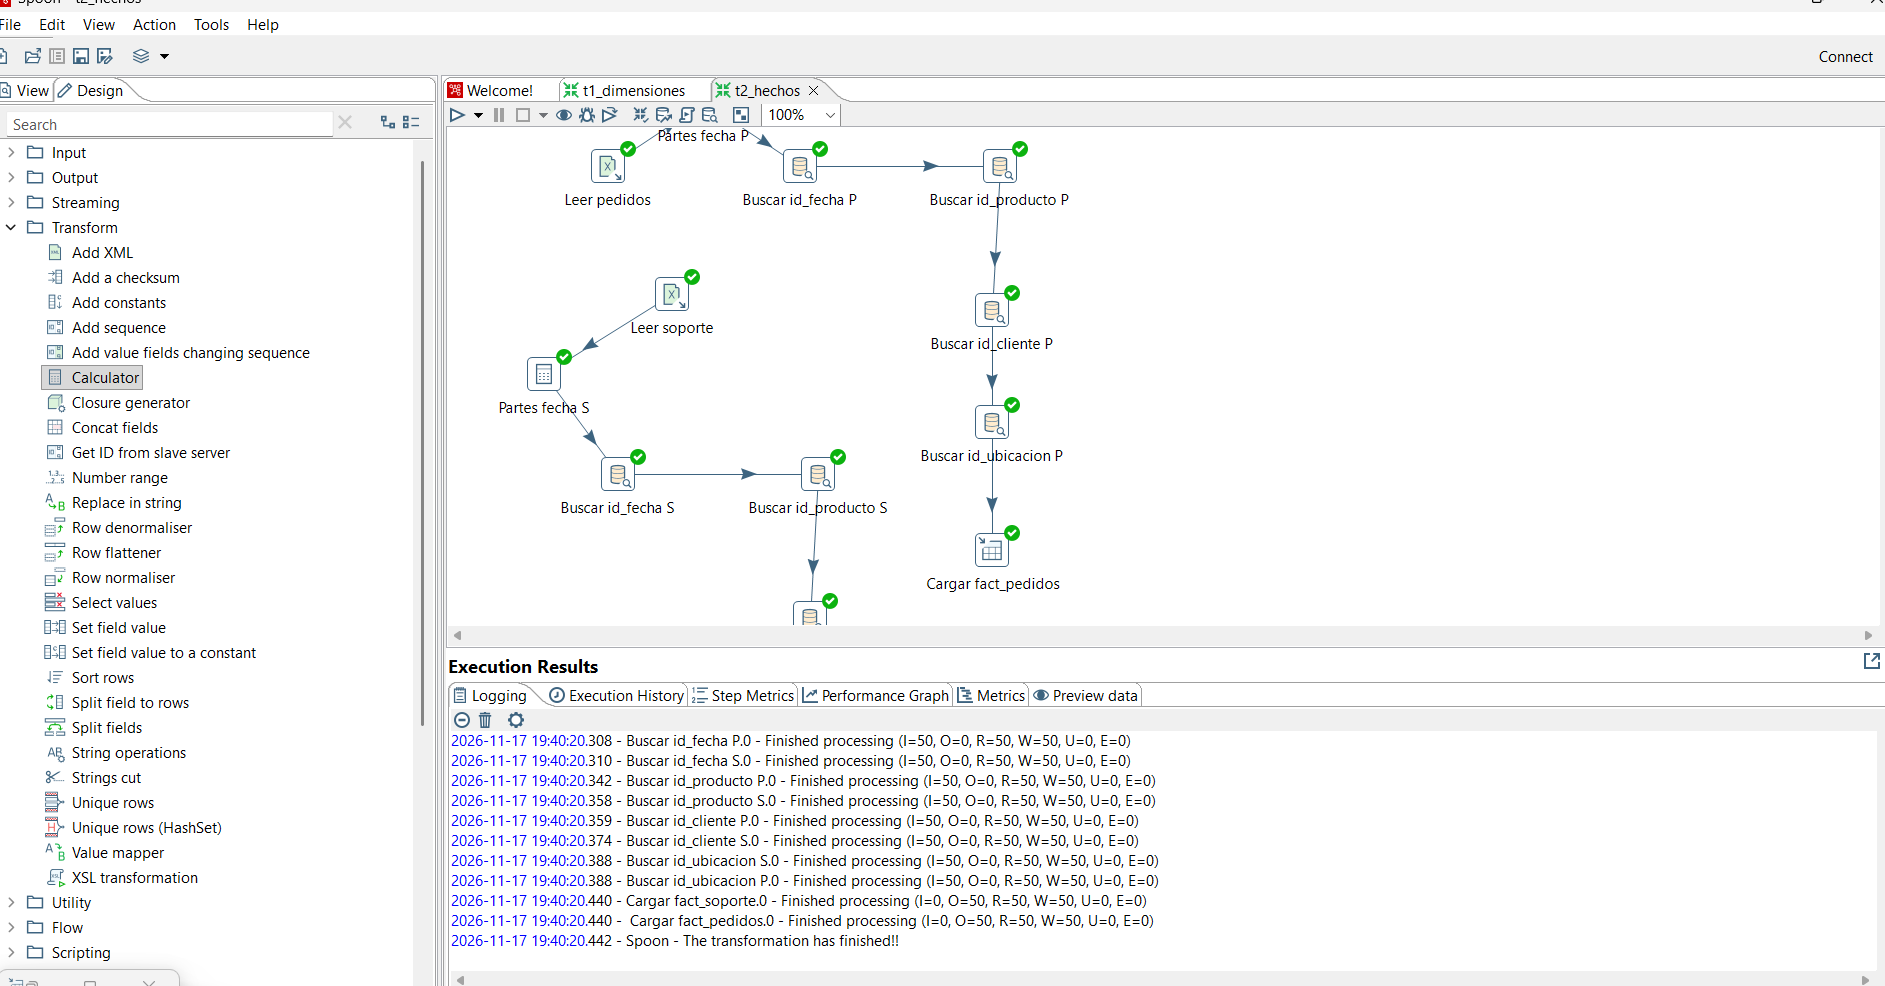 Spoon - t2_hechos
File Edit View Action Tools Help
Connect
View Design
Search
Input
Output
Streaming
Transform
Add XML
Add a checksum
Add constants
Add sequence
Add value fields changing sequence
Calculator
Closure generator
Concat fields
Get ID from slave server
Number range
Replace in string
Row denormaliser
Row flattener
Row normaliser
Select values
Set field value
Set field value to a constant
Sort rows
Split field to rows
Split fields
String operations
Strings cut
Unique rows
Unique rows (HashSet)
Value mapper
XSL transformation
Utility
Flow
Scripting
Welcome! t1_dimensiones t2_hechos
100%
Partes fecha P
Leer pedidos
Buscar id_fecha P
Buscar id_producto P
Leer soporte
Buscar id_cliente P
Partes fecha S
Buscar id_ubicacion P
Buscar id_fecha S
Buscar id_producto S
Cargar fact_pedidos
Execution Results
Logging Execution History Step Metrics Performance Graph Metrics Preview data
2026-11-17 19:40:20.308 - Buscar id_fecha P.0 - Finished processing (I=50, O=0, R=50, W=50, U=0, E=0)
2026-11-17 19:40:20.310 - Buscar id_fecha S.0 - Finished processing (I=50, O=0, R=50, W=50, U=0, E=0)
2026-11-17 19:40:20.342 - Buscar id_producto P.0 - Finished processing (I=50, O=0, R=50, W=50, U=0, E=0)
2026-11-17 19:40:20.358 - Buscar id_producto S.0 - Finished processing (I=50, O=0, R=50, W=50, U=0, E=0)
2026-11-17 19:40:20.359 - Buscar id_cliente P.0 - Finished processing (I=50, O=0, R=50, W=50, U=0, E=0)
2026-11-17 19:40:20.374 - Buscar id_cliente S.0 - Finished processing (I=50, O=0, R=50, W=50, U=0, E=0)
2026-11-17 19:40:20.388 - Buscar id_ubicacion S.0 - Finished processing (I=50, O=0, R=50, W=50, U=0, E=0)
2026-11-17 19:40:20.388 - Buscar id_ubicacion P.0 - Finished processing (I=50, O=0, R=50, W=50, U=0, E=0)
2026-11-17 19:40:20.440 - Cargar fact_soporte.0 - Finished processing (I=0, O=50, R=50, W=50, U=0, E=0)
2026-11-17 19:40:20.440 - Cargar fact_pedidos.0 - Finished processing (I=0, O=50, R=50, W=50, U=0, E=0)
2026-11-17 19:40:20.442 - Spoon - The transformation has finished!!